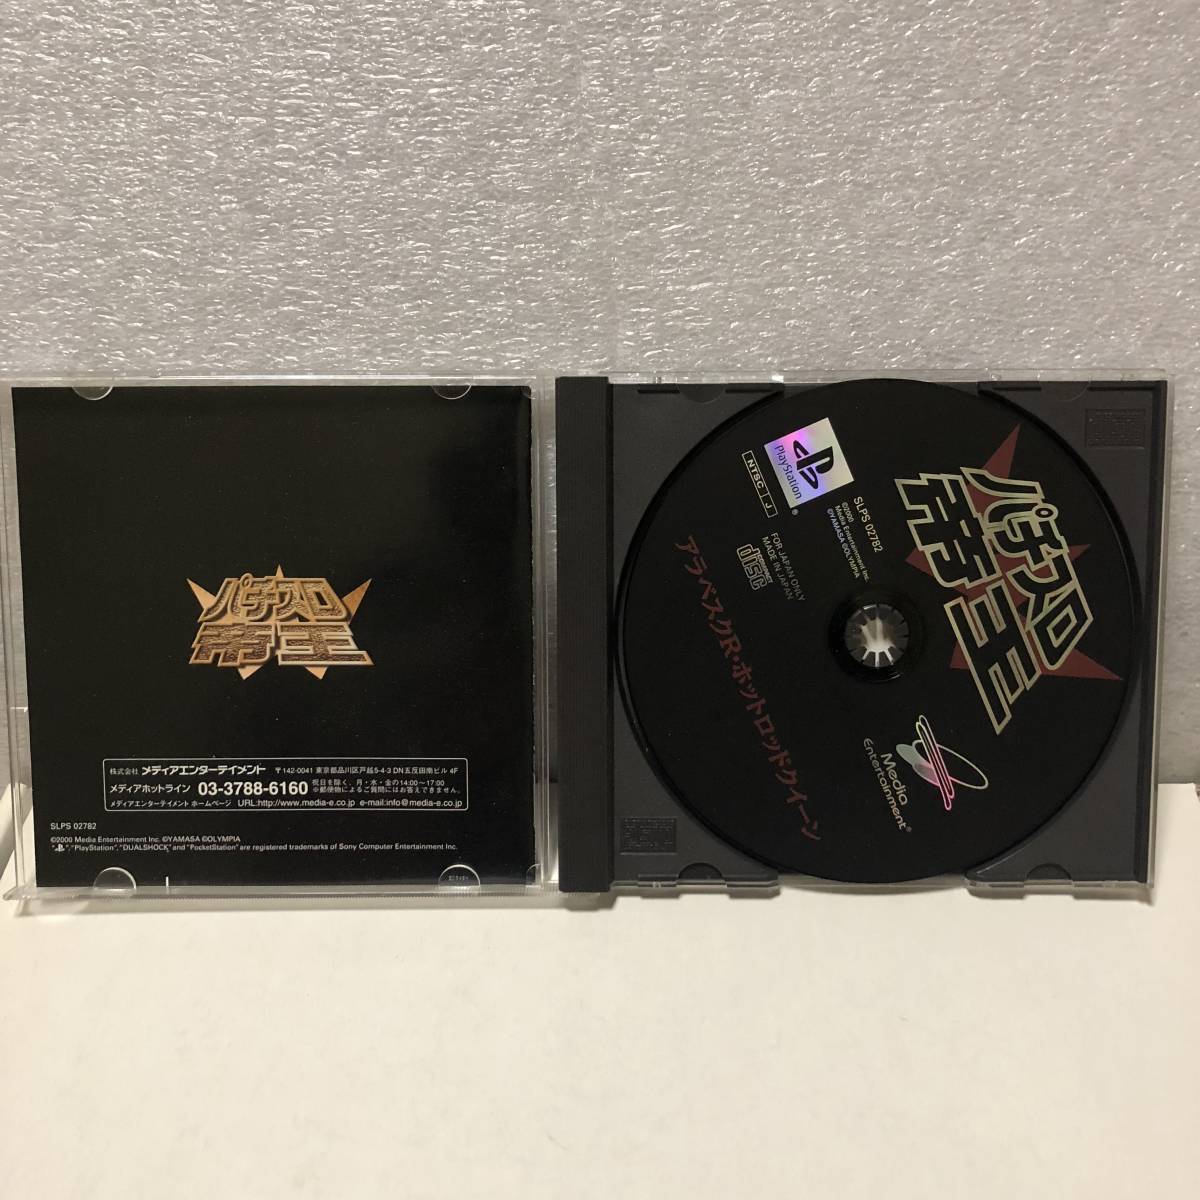 パチスロ
帝王
株式会社 メディアエンターテイメント 〒142-0041 東京都品川区戸越5-4-3 DN五反田南ビル 4F
メディアホットライン 03-3788-6160 祝日を除く、月・水・金の14:00〜17:00
※郵便物によるご質問にはお答えできません。
メディアエンターテイメント ホームページ URL:http://www.media-e.co.jp e-mail:info@media-e.co.jp
SLPS 02782
©2000 Media Entertainment Inc. ©YAMASA ©OLYMPIA
" ", "PlayStation", "DUALSHOCK" and "PocketStation" are registered trademarks of Sony Computer Entertainment Inc.
パチスロ
帝王
PlayStation®
NTSC J
SLPS 02782
©2000
Media Entertainment Inc.
©YAMASA ©OLYMPIA
FOR JAPAN ONLY
MADE IN JAPAN
COMPACT
disc
アラベスクR・ホットロッドクイーン
Media
Entertainment®